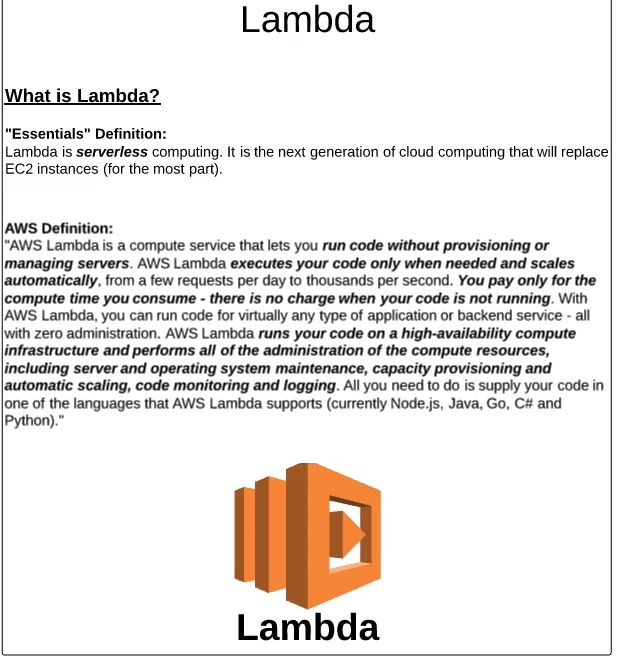 Lambda
What is Lambda?
"Essentials" Definition:
Lambda is serverless computing. It is the next generation of cloud computing that will replace
EC2 instances (for the most part).
AWS Definition:
"AWS Lambda is a compute service that lets you run code without provisioning or
managing servers. AWS Lambda executes your code only when needed and scales
automatically, from a few requests per day to thousands per second. You pay only for the
compute time you consume - there is no charge when your code is not running. With
AWS Lambda, you can run code for virtually any type of application or backend service - all
with zero administration. AWS Lambda runs your code on a high-availability compute
infrastructure and performs all of the administration of the compute resources,
including server and operating system maintenance, capacity provisioning and
automatic scaling, code monitoring and logging. All you need to do is supply your code in
one of the languages that AWS Lambda supports (currently Node.js, Java, Go, C# and
Python)."
Lambda